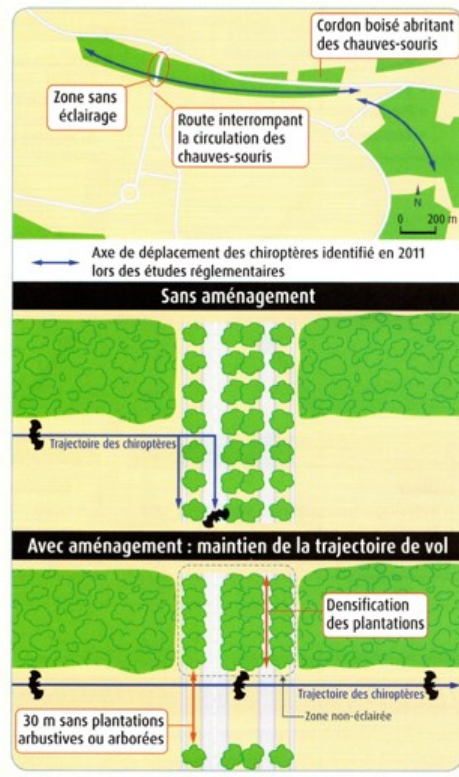 Cordon boisé abritant
des chauves-souris
Zone sans
éclairage
Route interrompant
la circulation des
chauves-souris
N
0 200 m
Axe de déplacement des chiroptères identifié en 2011
lors des études réglementaires
Sans aménagement
Trajectoire des chiroptères
Avec aménagement : maintien de la trajectoire de vol
Densification
des plantations
Trajectoire des chiroptères
Zone non-éclairée
30 m sans plantations
arbustives ou arborées